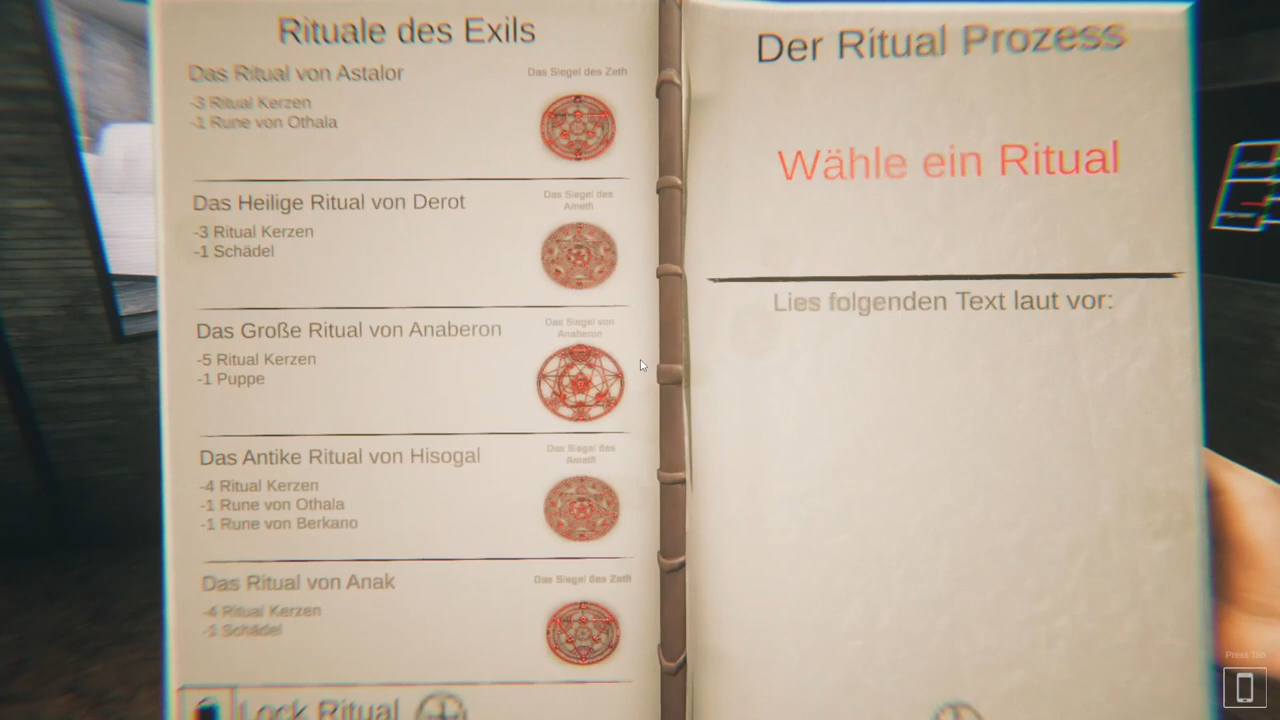 Rituale des Exils
Das Ritual von Astalor
Das Siegel des Zeth
-3 Ritual Kerzen
-1 Rune von Othala
Das Heilige Ritual von Derot
Das Siegel des
Ameth
-3 Ritual Kerzen
-1 Schädel
Das Große Ritual von Anaberon
Das Siegel von
Anaberon
-5 Ritual Kerzen
-1 Puppe
Das Antike Ritual von Hisogal
Das Siegel des
Ameth
-4 Ritual Kerzen
-1 Rune von Othala
-1 Rune von Berkano
Das Ritual von Anak
Das Siegel des Zeth
-4 Ritual Kerzen
-1 Schädel
Lock Ritual
Der Ritual Prozess
Wähle ein Ritual
Lies folgenden Text laut vor:
Press Tab